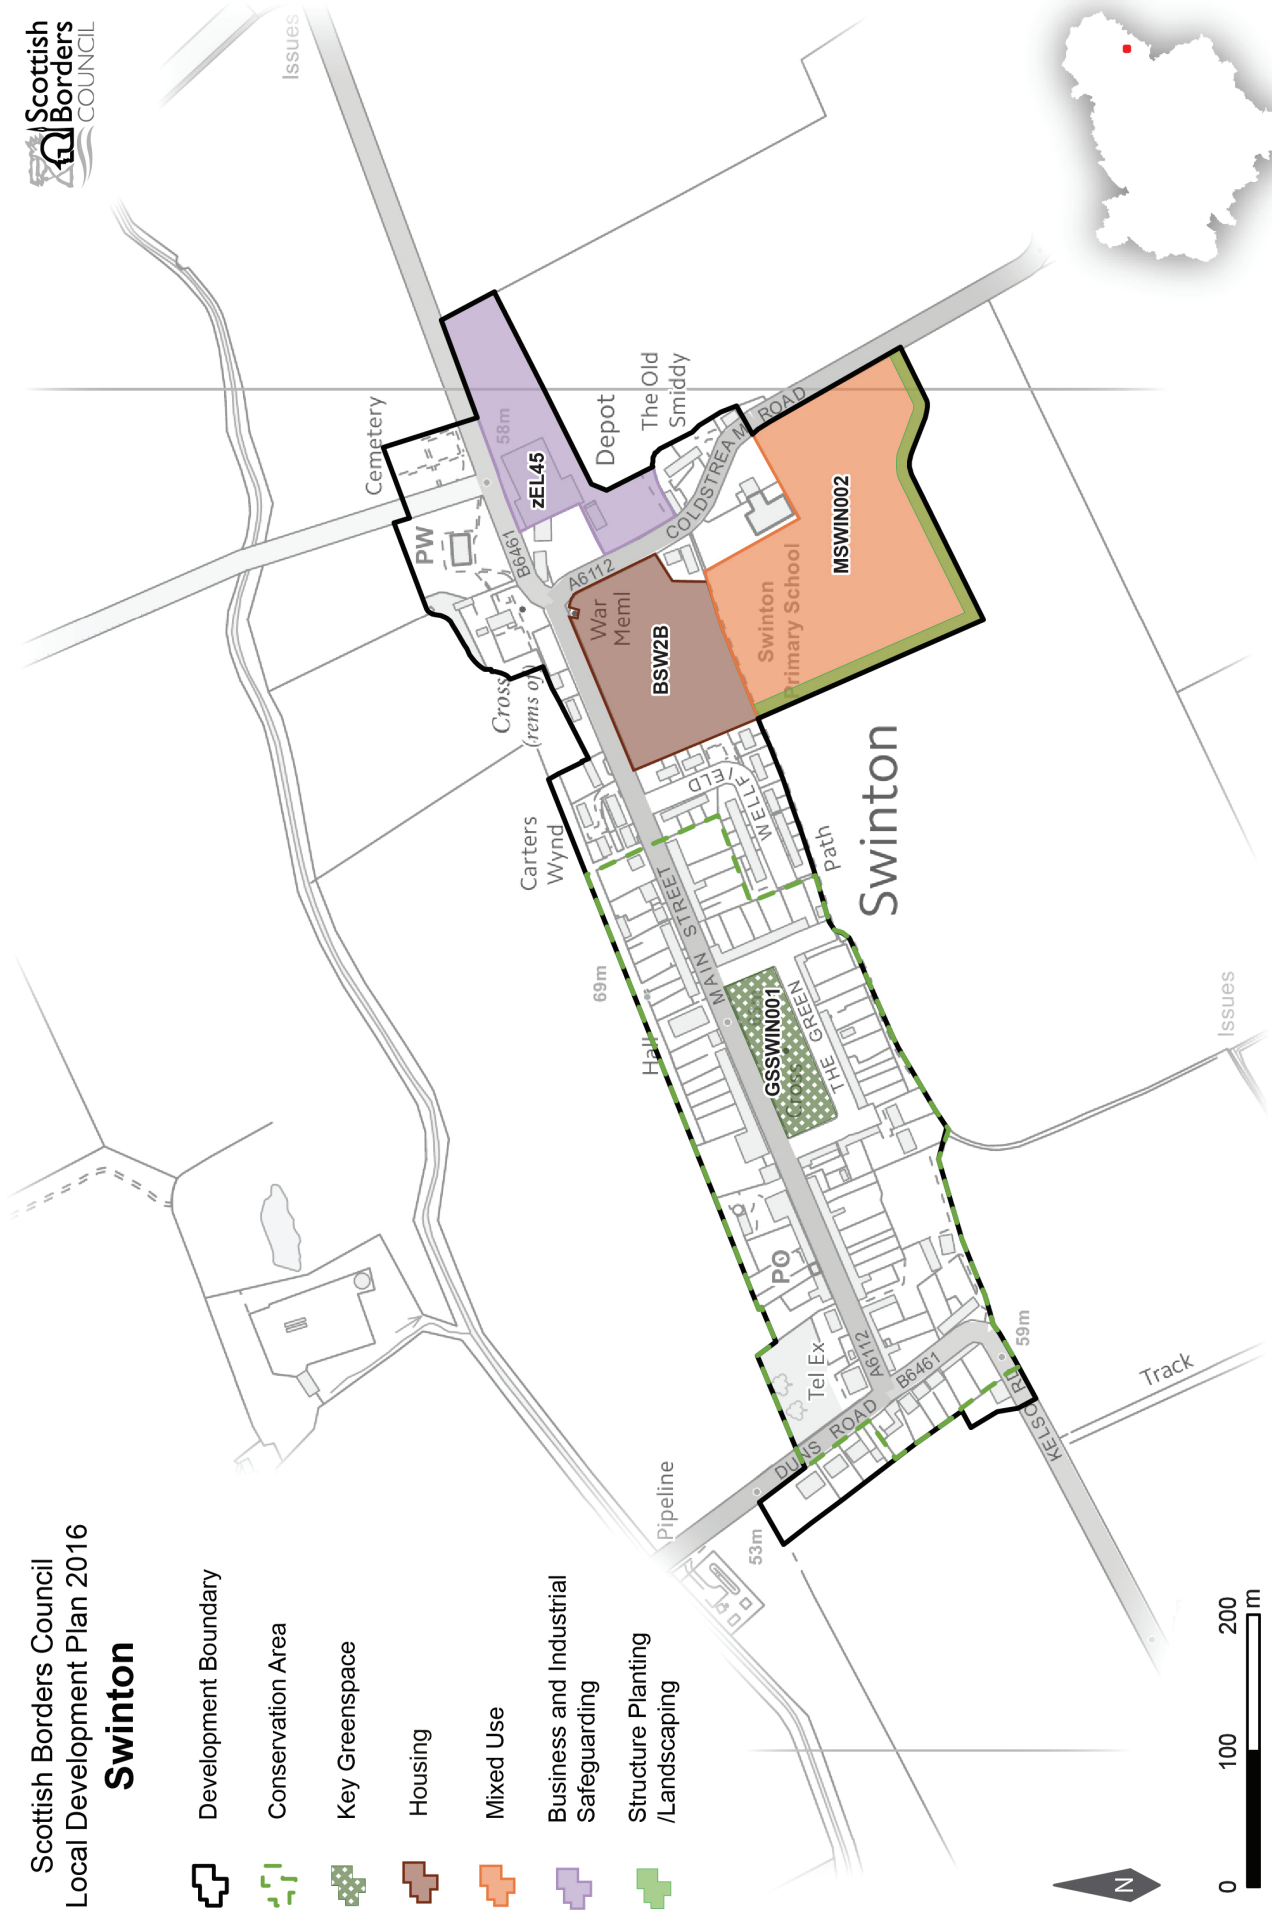 Scottish Borders Council
Local Development Plan 2016
Swinton
Scottish
Borders
COUNCIL
Development Boundary
Conservation Area
Key Greenspace
Housing
Mixed Use
Business and Industrial
Safeguarding
Structure Planting
/Landscaping
Issues
Cemetery
PW
58m
zEL45
B6461
Depot
The Old
Smiddy
A6112
COLDSTREAM ROAD
War
Meml
Cross
(rems of)
BSW2B
MSWIN002
Swinton
Primary School
Carters
Wynd
WELLFIELD
Path
Swinton
69m
Hall
MAIN STREET
GSSWIN001
Cross
THE GREEN
PO
Tel Ex
A6112
B6461
DUNS ROAD
Pipeline
53m
59m
KELSO RD
Track
Issues
N
0 100 200
m